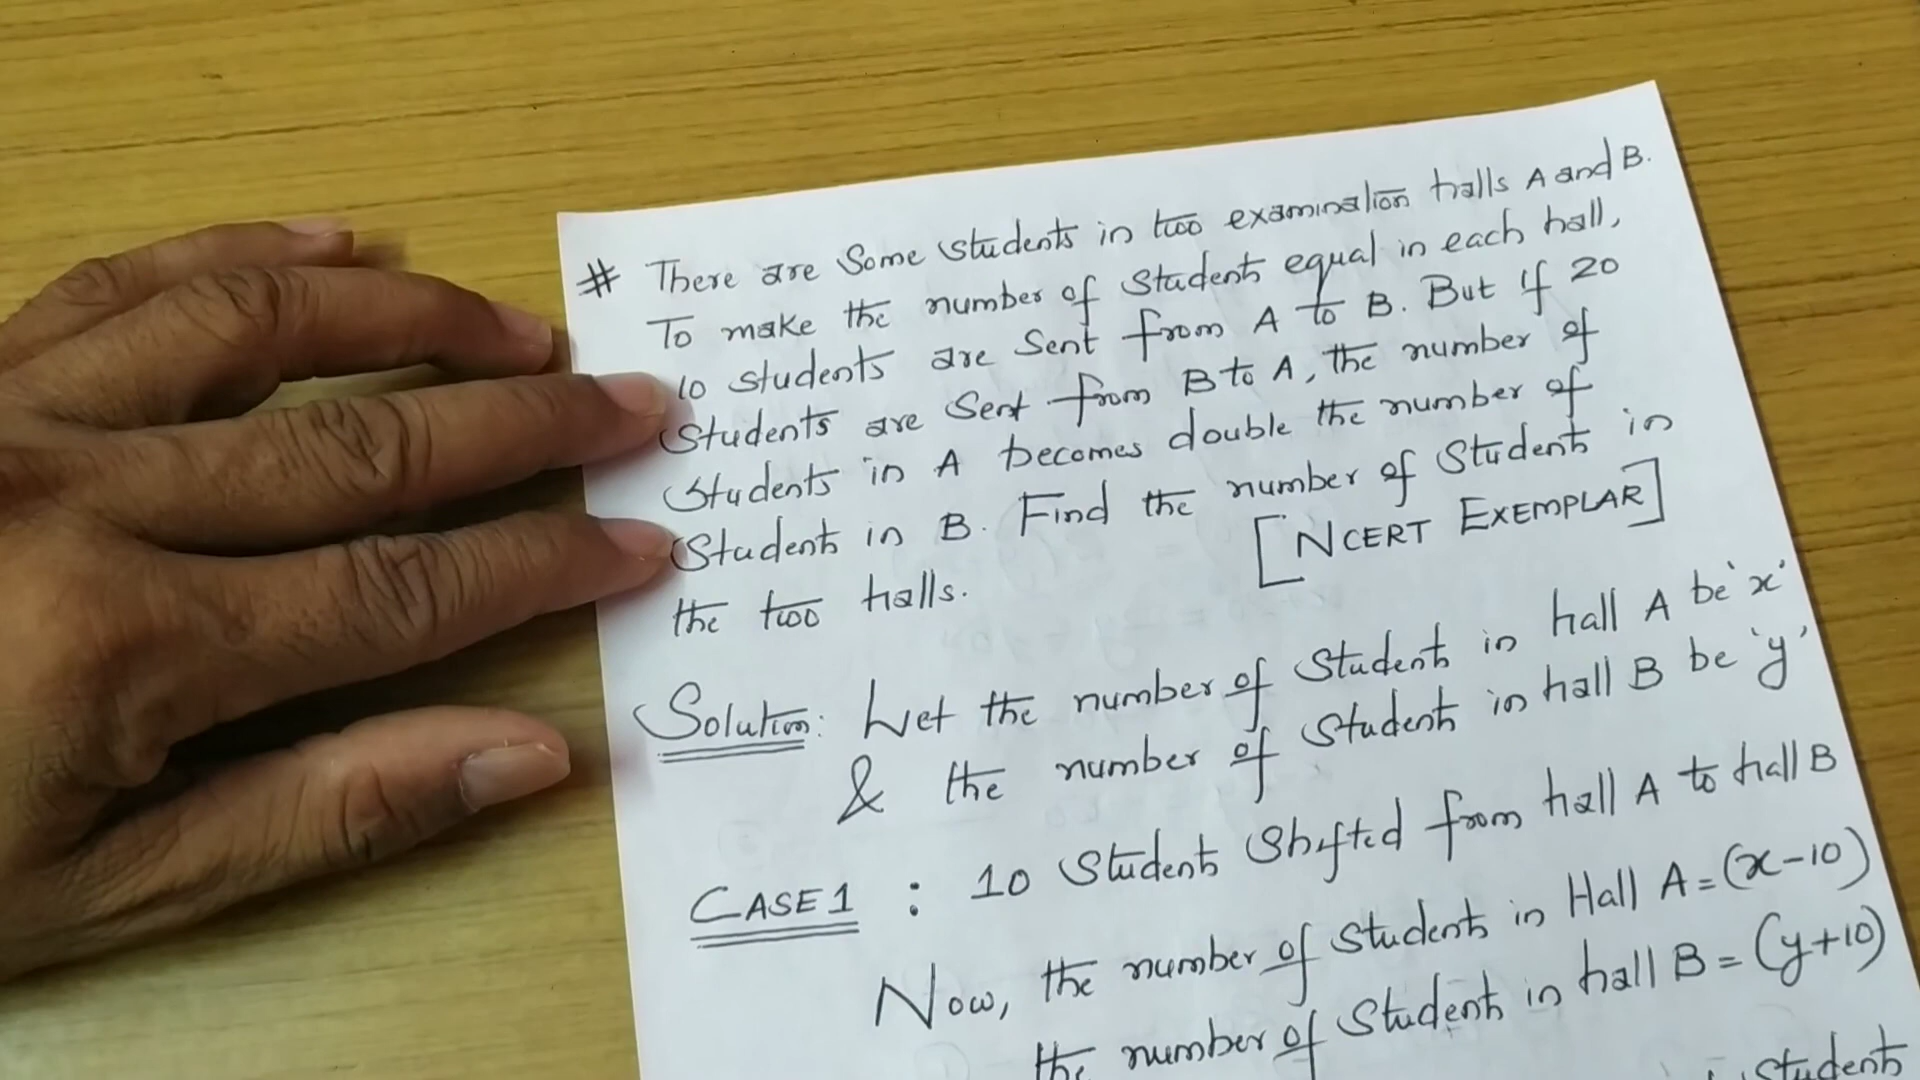 # There are Some students in two examination halls A and B.
To make the number of Students equal in each hall,
10 students are Sent from A to B. But if 20
Students are Sent from B to A, the number of
Students in A becomes double the number of
Students in B. Find the number of Students in
the two halls. [NCERT EXEMPLAR]
Solution: Let the number of Student in hall A be 'x'
& the number of Student in hall B be 'y'
CASE 1 : 10 Students Shifted from hall A to hall B
Now, the number of Students in Hall A = (x-10)
the number of Students in hall B = (y+10)
students